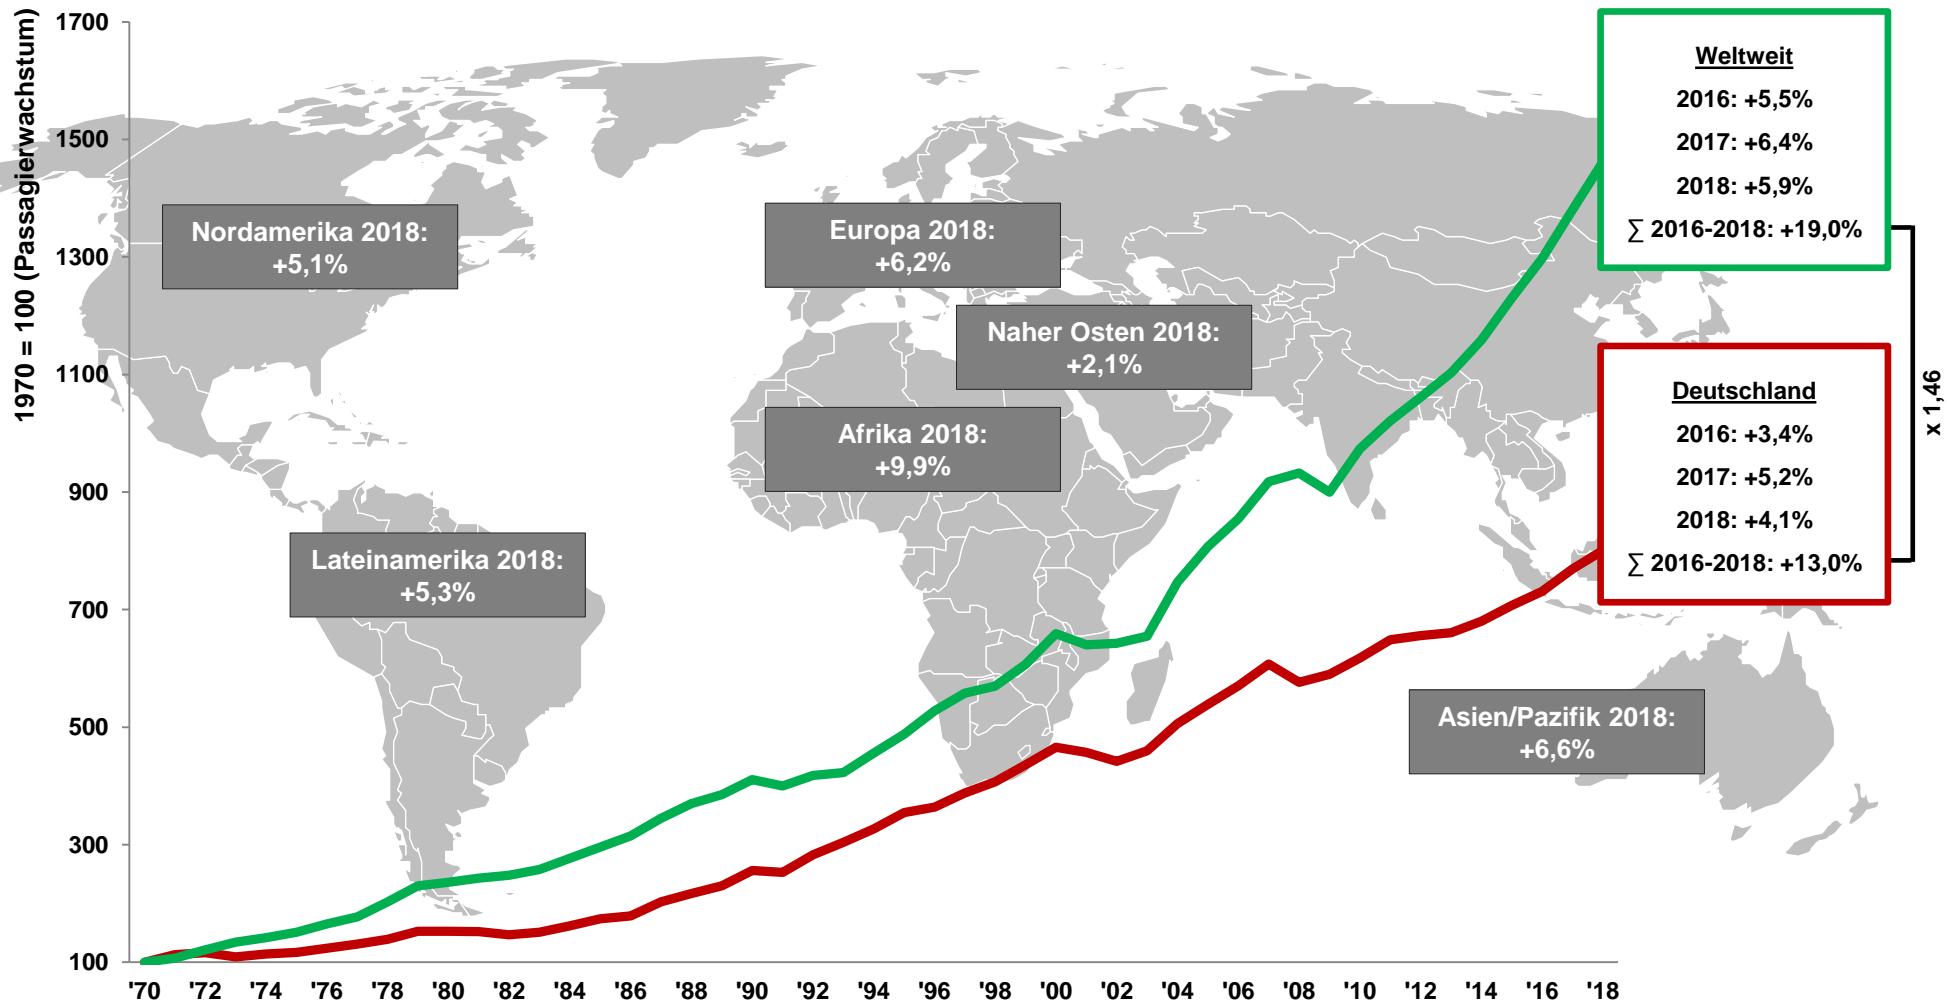 1970 = 100 (Passagierwachstum)
1700
1500
1300
1100
900
700
500
300
100
'70 '72 '74 '76 '78 '80 '82 '84 '86 '88 '90 '92 '94 '96 '98 '00 '02 '04 '06 '08 '10 '12 '14 '16 '18
Nordamerika 2018:
+5,1%
Europa 2018:
+6,2%
Naher Osten 2018:
+2,1%
Afrika 2018:
+9,9%
Lateinamerika 2018:
+5,3%
Asien/Pazifik 2018:
+6,6%
Weltweit
2016: +5,5%
2017: +6,4%
2018: +5,9%
∑ 2016-2018: +19,0%
Deutschland
2016: +3,4%
2017: +5,2%
2018: +4,1%
∑ 2016-2018: +13,0%
x 1,46